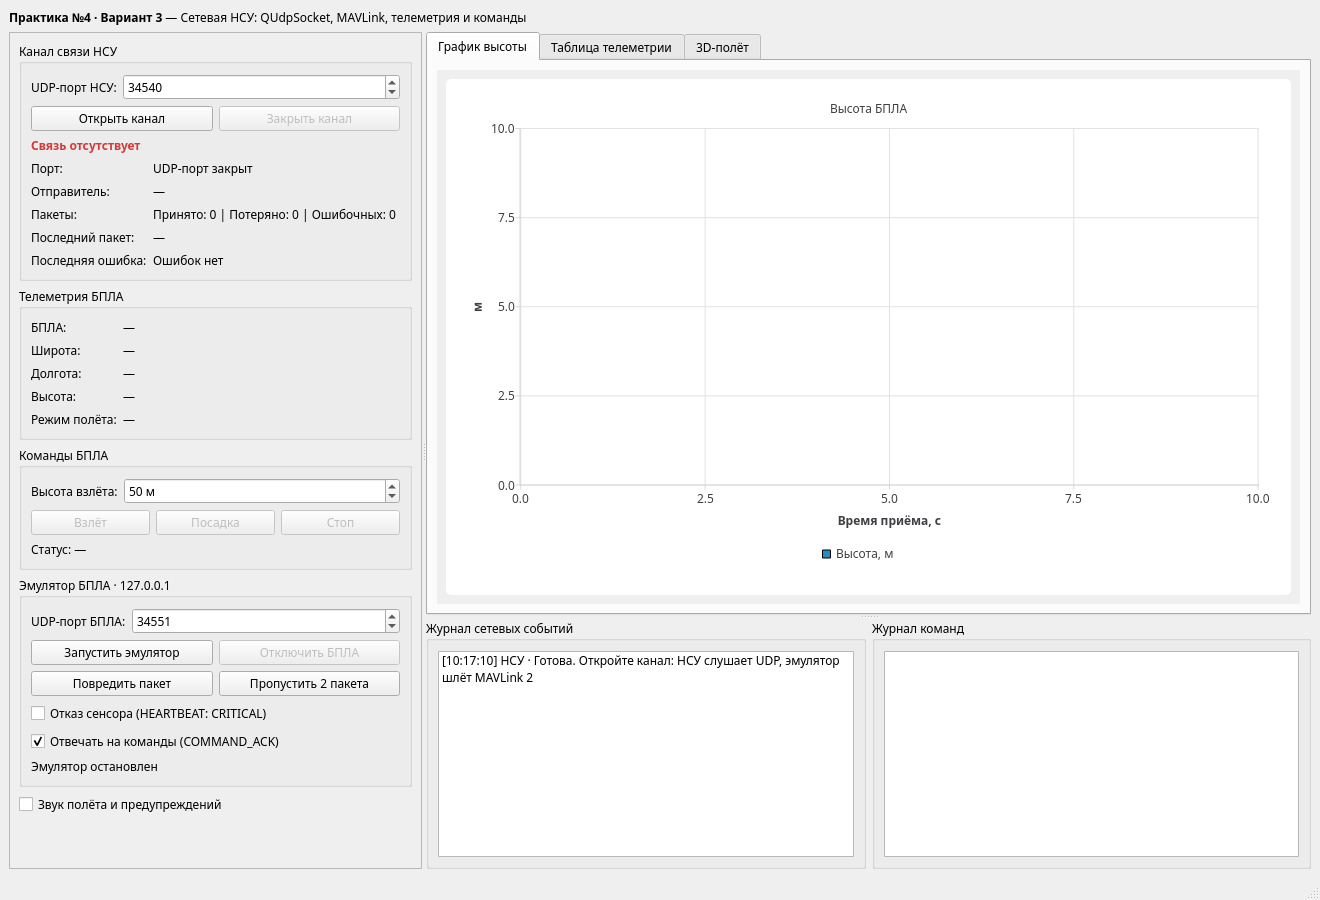 Практика №4 · Вариант 3 — Сетевая НСУ: QUdpSocket, MAVLink, телеметрия и команды
Канал связи НСУ
UDP-порт НСУ: 34540
Открыть канал Закрыть канал
Связь отсутствует
Порт: UDP-порт закрыт
Отправитель: —
Пакеты: Принято: 0 | Потеряно: 0 | Ошибочных: 0
Последний пакет: —
Последняя ошибка: Ошибок нет
Телеметрия БПЛА
БПЛА: —
Широта: —
Долгота: —
Высота: —
Режим полёта: —
Команды БПЛА
Высота взлёта: 50 м
Взлёт Посадка Стоп
Статус: —
Эмулятор БПЛА · 127.0.0.1
UDP-порт БПЛА: 34551
Запустить эмулятор Отключить БПЛА
Повредить пакет Пропустить 2 пакета
Отказ сенсора (HEARTBEAT: CRITICAL)
Отвечать на команды (COMMAND_ACK)
Эмулятор остановлен
Звук полёта и предупреждений
График высоты Таблица телеметрии 3D-полёт
Высота БПЛА
10.0
7.5
5.0
2.5
0.0
м
0.0 2.5 5.0 7.5 10.0
Время приёма, с
Высота, м
Журнал сетевых событий
[10:17:10] НСУ · Готова. Откройте канал: НСУ слушает UDP, эмулятор
шлёт MAVLink 2
Журнал команд